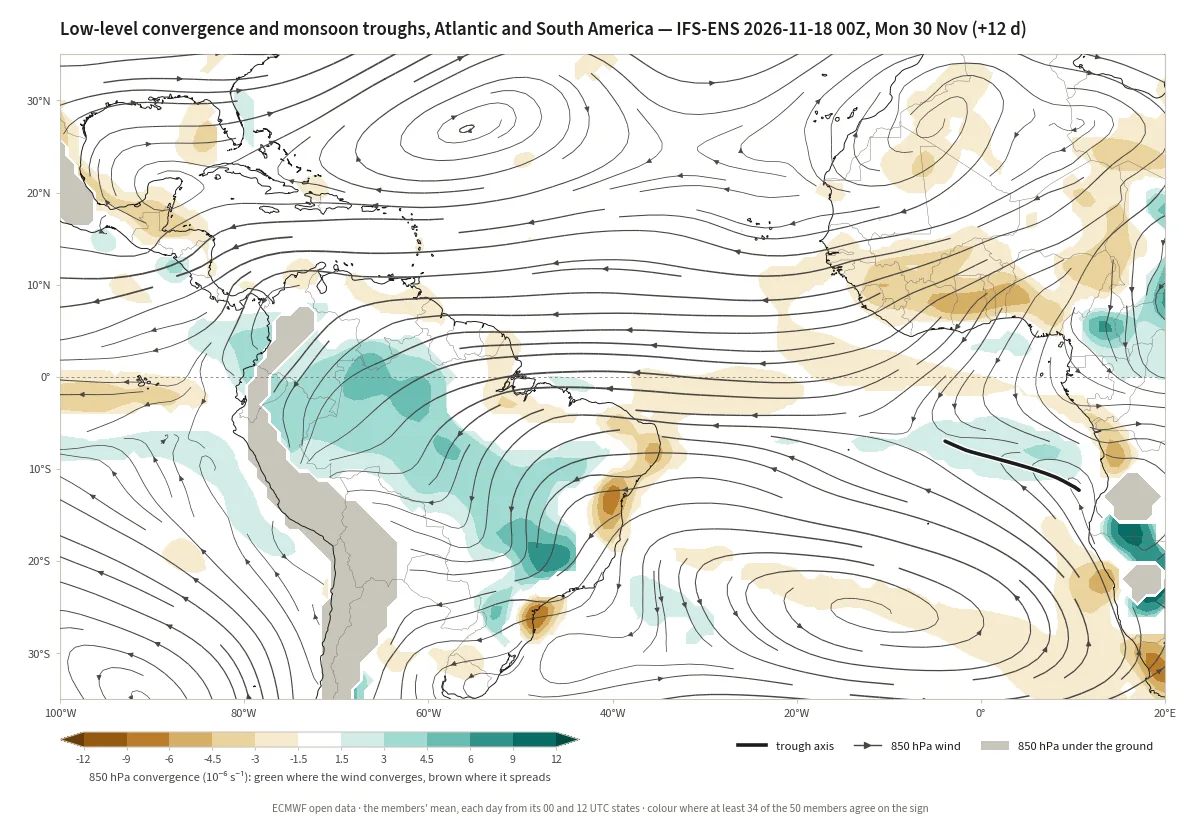 Low-level convergence and monsoon troughs, Atlantic and South America — IFS-ENS 2026-11-18 00Z, Mon 30 Nov (+12 d)
30°N
20°N
10°N
0°
10°S
20°S
30°S
100°W 80°W 60°W 40°W 20°W 0° 20°E
-12 -9 -6 -4.5 -3 -1.5 1.5 3 4.5 6 9 12
850 hPa convergence (10⁻⁶ s⁻¹): green where the wind converges, brown where it spreads
trough axis 850 hPa wind 850 hPa under the ground
ECMWF open data · the members' mean, each day from its 00 and 12 UTC states · colour where at least 34 of the 50 members agree on the sign